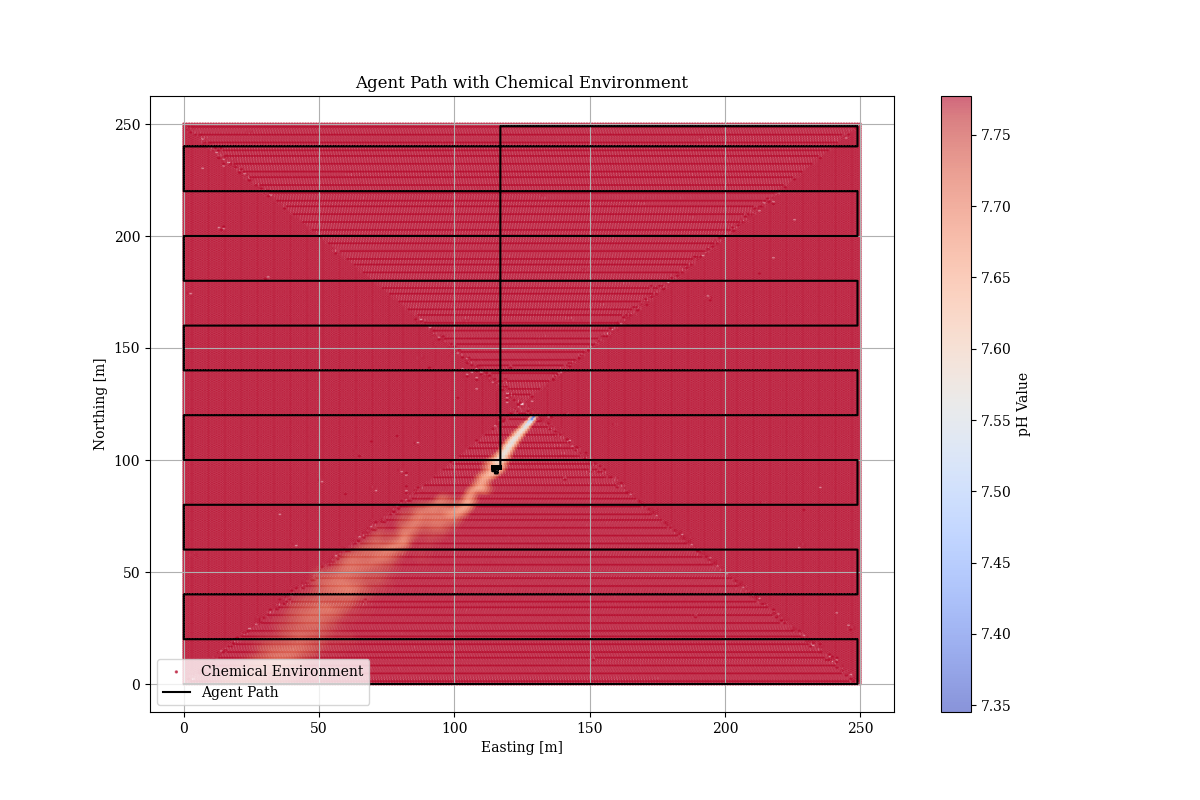 Agent Path with Chemical Environment
250
200
150
100
50
0
Northing [m]
0 50 100 150 200 250
Easting [m]
Chemical Environment
Agent Path
7.75
7.70
7.65
7.60
7.55
7.50
7.45
7.40
7.35
pH Value